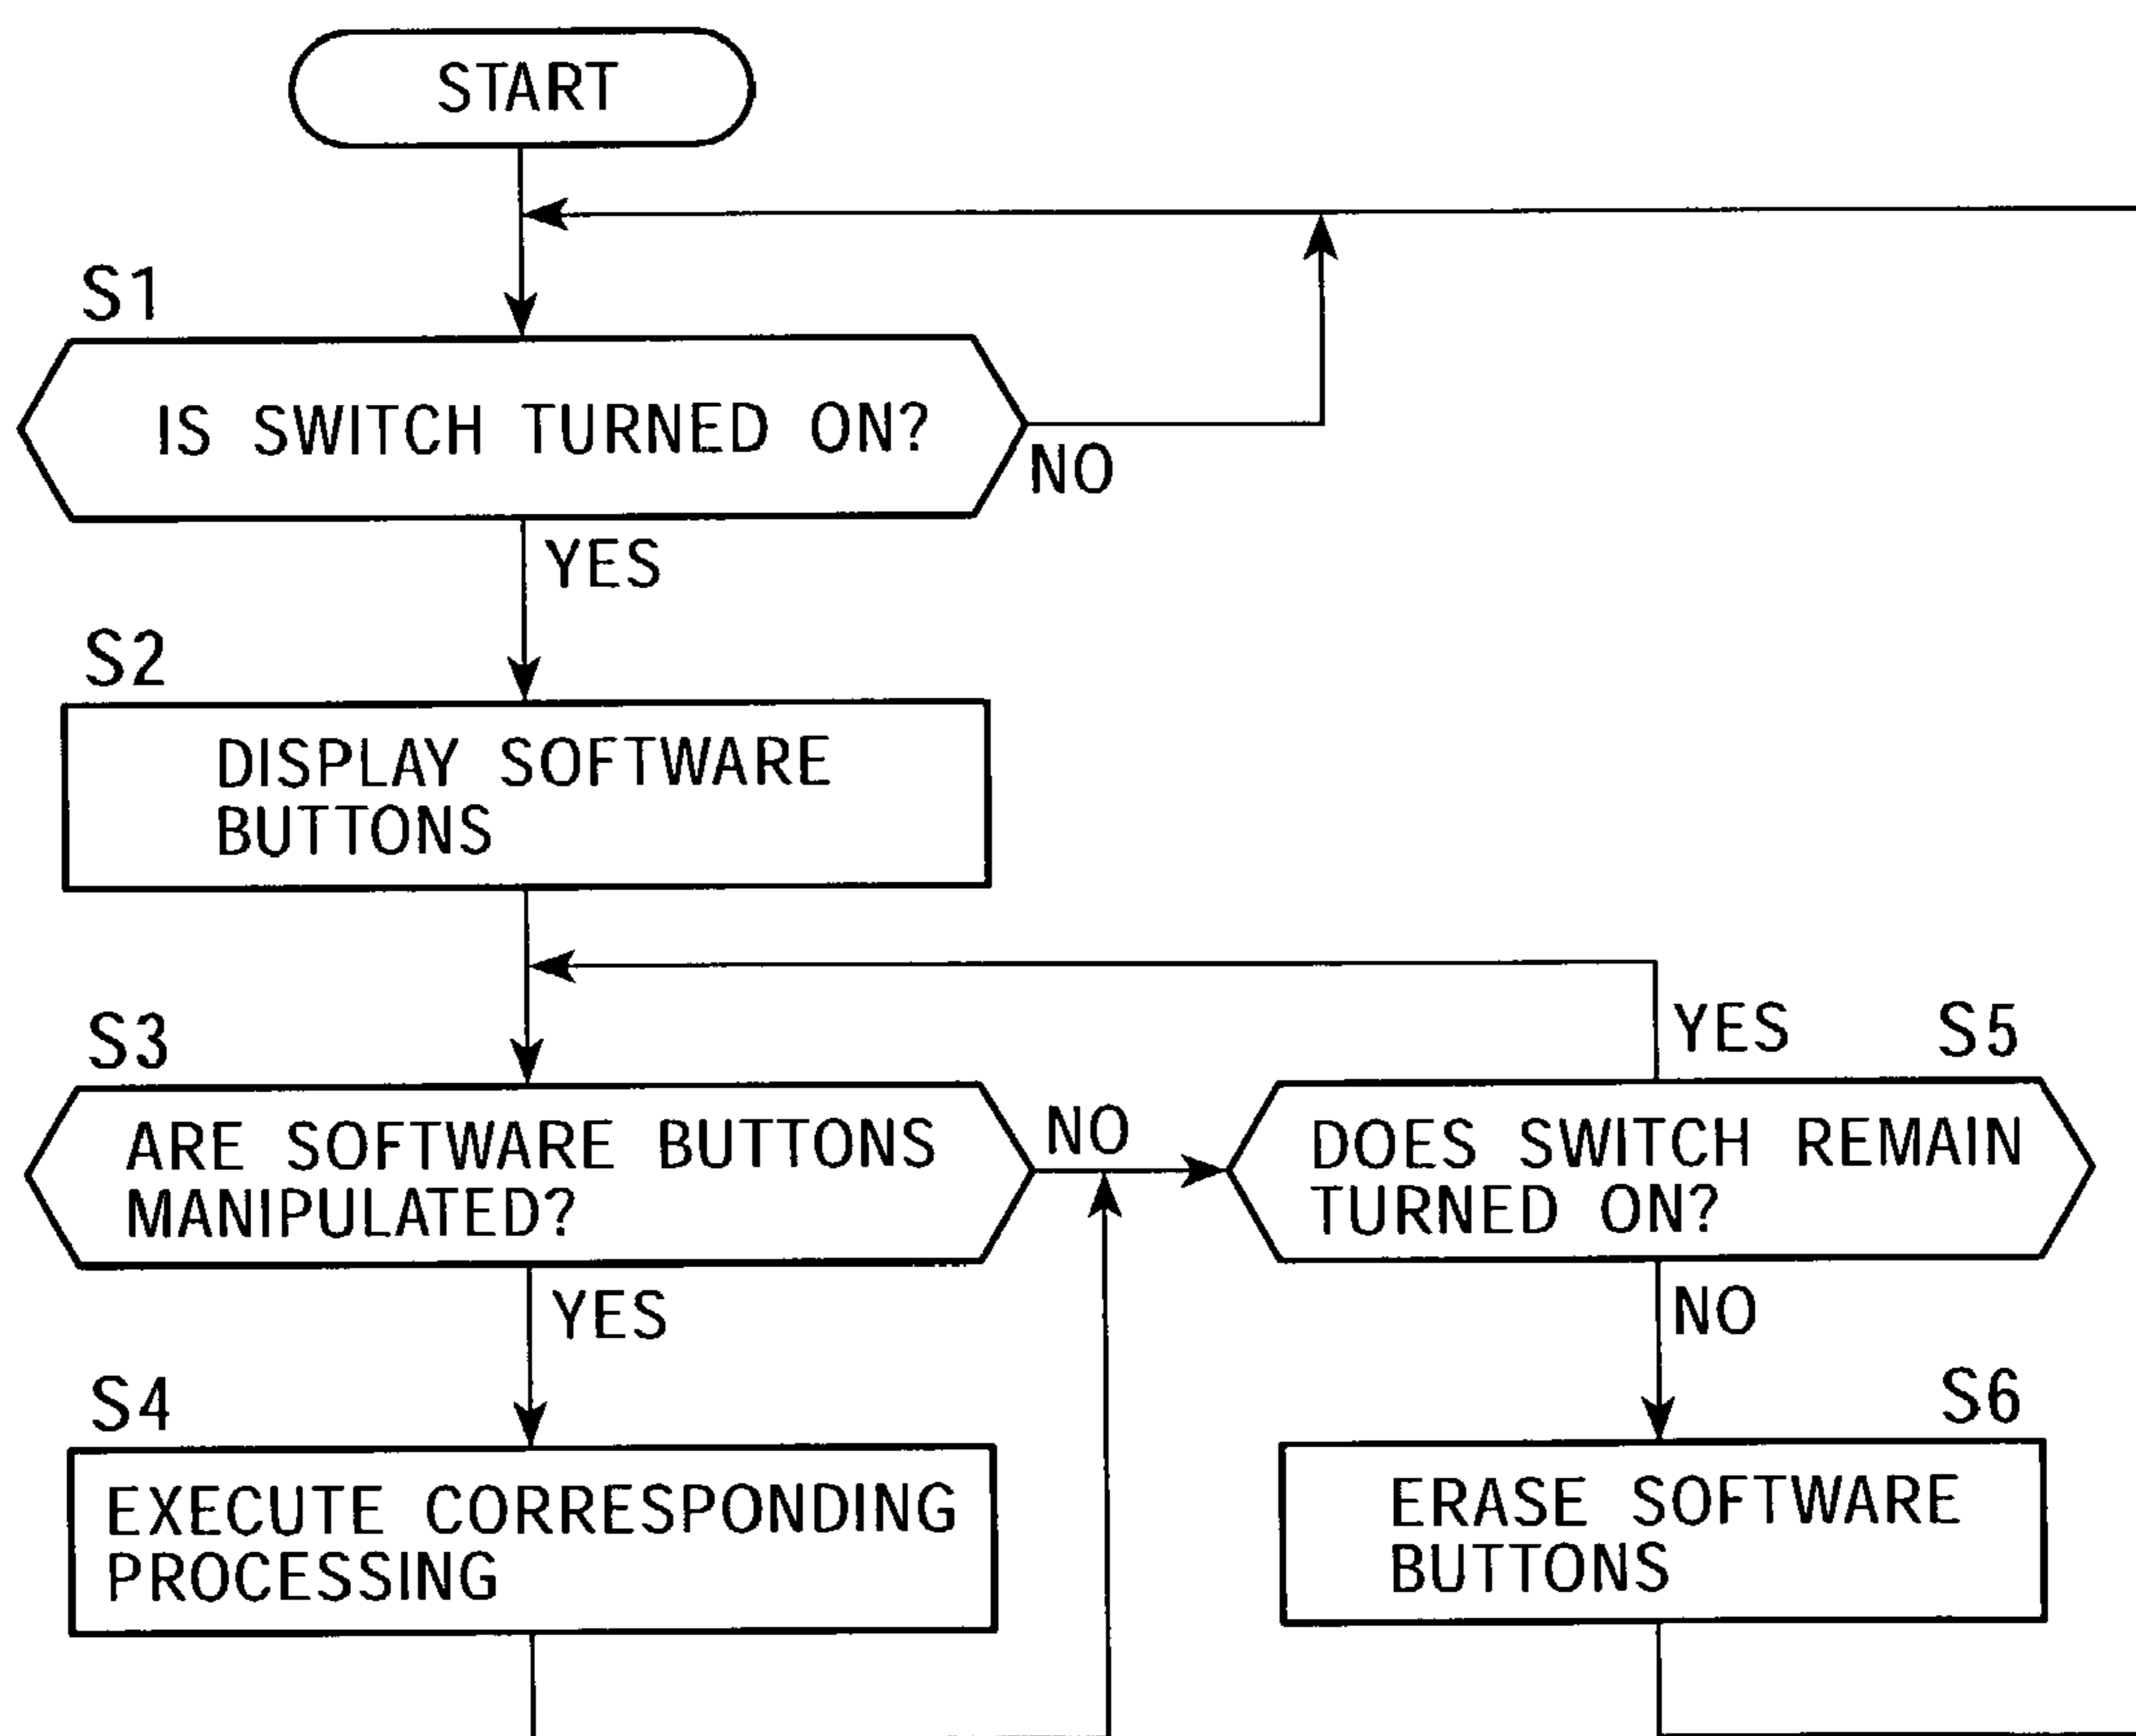 START
S1
IS SWITCH TURNED ON?
NO
YES
S2
DISPLAY SOFTWARE
BUTTONS
S3
ARE SOFTWARE BUTTONS
MANIPULATED?
NO
YES
S4
EXECUTE CORRESPONDING
PROCESSING
YES
S5
DOES SWITCH REMAIN
TURNED ON?
NO
S6
ERASE SOFTWARE
BUTTONS